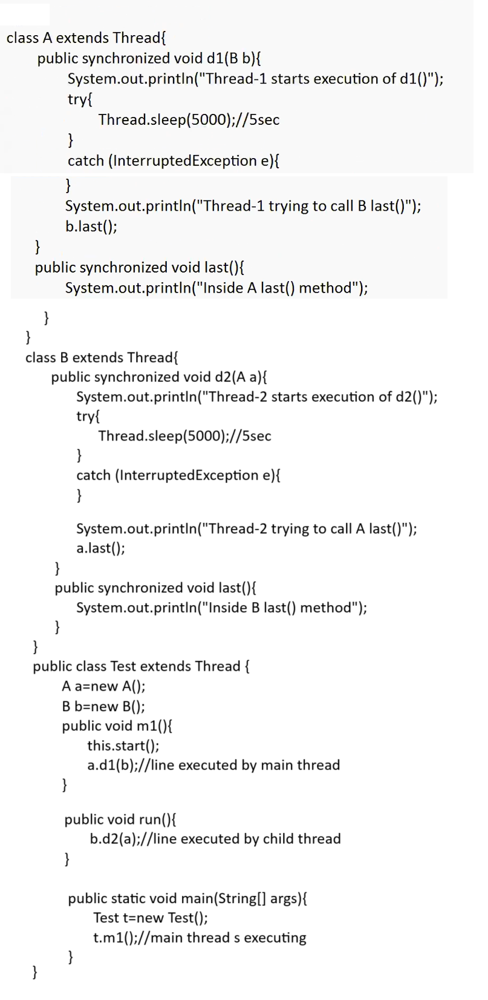 class A extends Thread{
public synchronized void d1(B b){
System.out.println("Thread-1 starts execution of d1()");
try{
Thread.sleep(5000);//5sec
}
catch (InterruptedException e){
}
System.out.println("Thread-1 trying to call B last()");
b.last();
}
public synchronized void last(){
System.out.println("Inside A last() method");
}
}
class B extends Thread{
public synchronized void d2(A a){
System.out.println("Thread-2 starts execution of d2()");
try{
Thread.sleep(5000);//5sec
}
catch (InterruptedException e){
}
System.out.println("Thread-2 trying to call A last()");
a.last();
}
public synchronized void last(){
System.out.println("Inside B last() method");
}
}
public class Test extends Thread {
A a=new A();
B b=new B();
public void m1(){
this.start();
a.d1(b);//line executed by main thread
}
public void run(){
b.d2(a);//line executed by child thread
}
public static void main(String[] args){
Test t=new Test();
t.m1();//main thread s executing
}
}